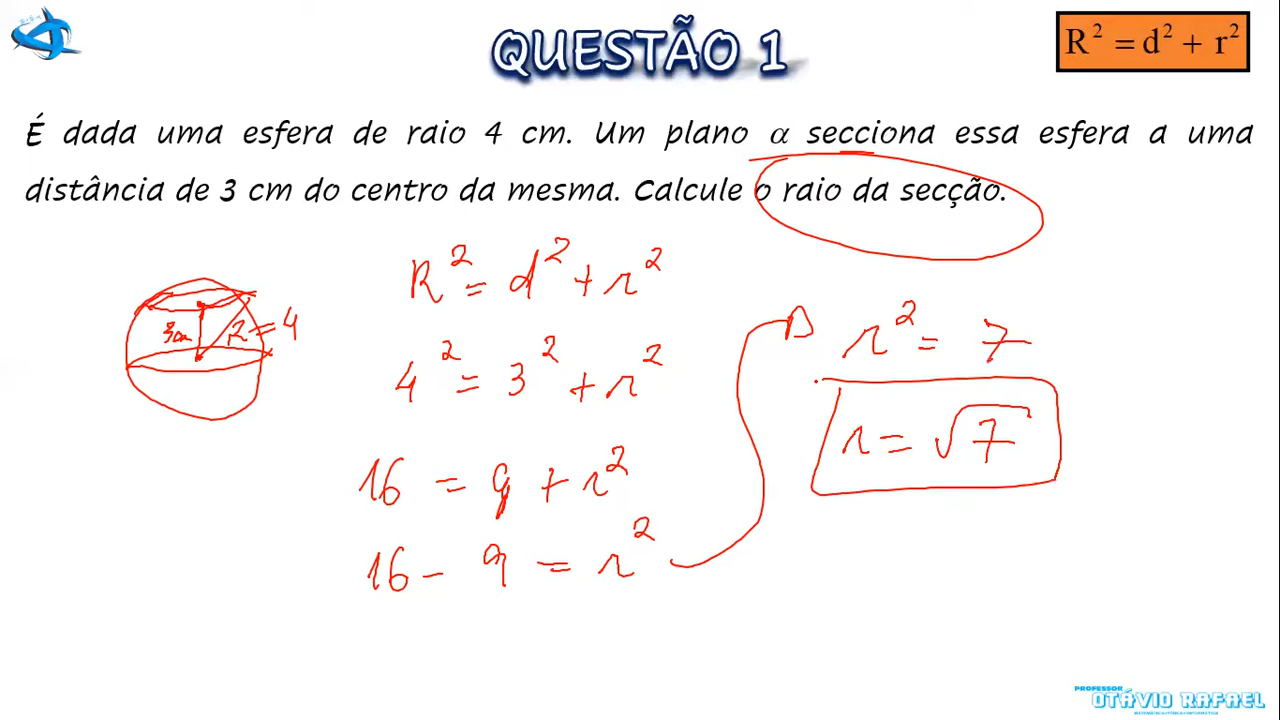 QUESTÃO 1
R² = d² + r²
É dada uma esfera de raio 4 cm. Um plano α secciona essa esfera a uma
distância de 3 cm do centro da mesma. Calcule o raio da secção.
3cm
R = 4
R² = d² + r²
4² = 3² + r²
16 = 9 + r²
16 - 9 = r²
r² = 7
r = √7
PROFESSOR
OTÁVIO RAFAEL